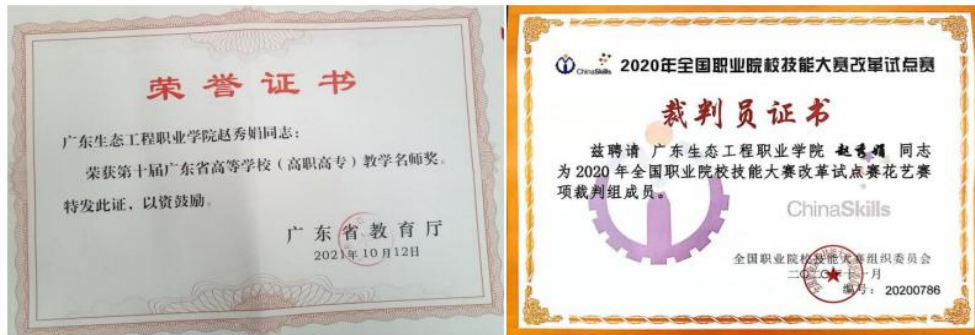 荣誉证书
广东生态工程职业学院赵秀娟同志：
荣获第十届广东省高等学校（高职高专）教学名师奖。
特发此证，以资鼓励。
广东省教育厅
2021年10月12日
ChinaSkills 2020年全国职业院校技能大赛改革试点赛
裁判员证书
兹聘请 广东生态工程职业学院 赵秀娟 同志
为2020年全国职业院校技能大赛改革试点赛花艺赛
项裁判组成员。
ChinaSkills
全国职业院校技能大赛组织委员会
编号：20200786